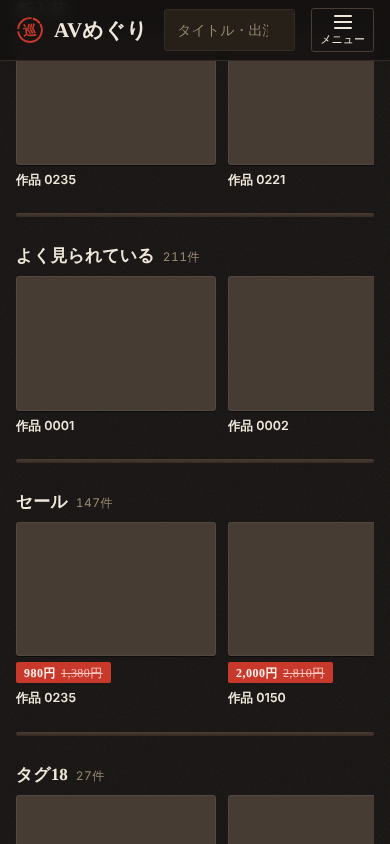 巡 AVめぐり タイトル・出 メニュー
作品 0235 作品 0221
よく見られている 211件
作品 0001 作品 0002
セール 147件
980円 1,380円 2,000円 2,810円
作品 0235 作品 0150
タグ18 27件